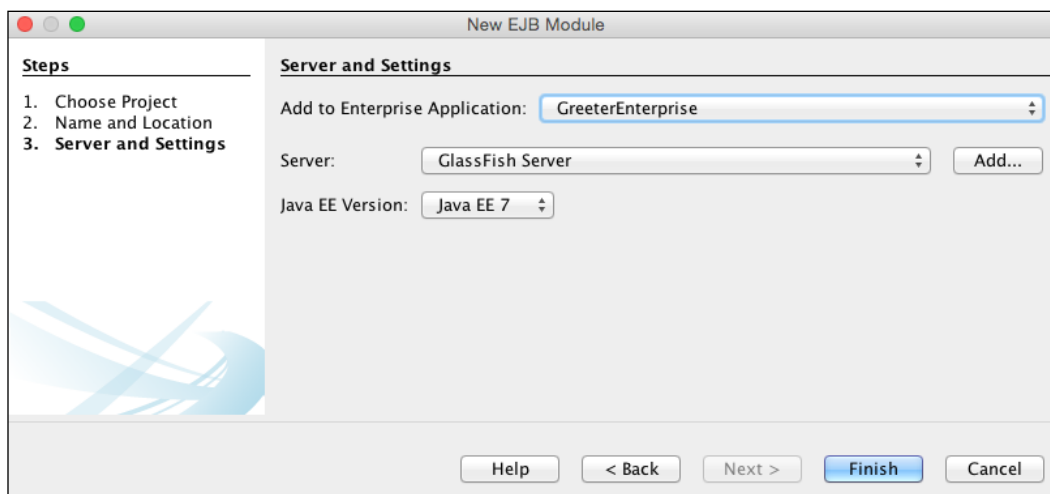 New EJB Module
Steps
1. Choose Project
2. Name and Location
3. Server and Settings
Server and Settings
Add to Enterprise Application: GreeterEnterprise
Server: GlassFish Server Add...
Java EE Version: Java EE 7
Help < Back Next > Finish Cancel